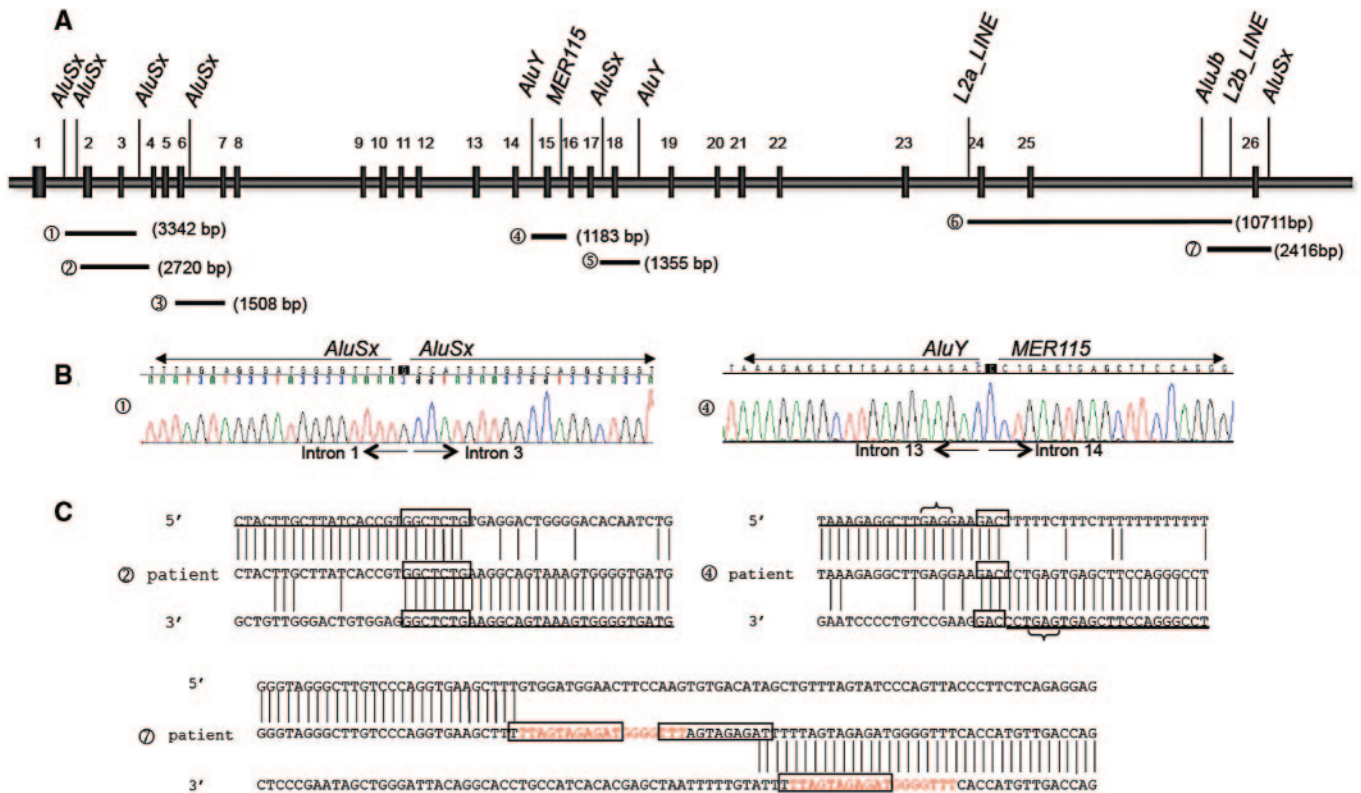 A
AluSx AluSx AluSx AluSx AluY MER115 AluSx AluY L2a_LINE AluJb L2b_LINE AluSx
1 2 3 4 5 6 7 8 9 10 11 12 13 14 15 16 17 18 19 20 21 22 23 24 25 26
① (3342 bp)
② (2720 bp)
③ (1508 bp)
④ (1183 bp)
⑤ (1355 bp)
⑥ (10711bp)
⑦ (2416bp)
B
AluSx AluSx
①
Intron 1 Intron 3
AluY MER115
TAAAGAGGCTTGAGGAAGACCTGAGTGAGCTTCCAGGG
④
Intron 13 Intron 14
C
5′ CTACTTGCTTATCACCGTGGCTCTGTGAGGACTGGGGACACAATCTG
② patient CTACTTGCTTATCACCGTGGCTCTGAAGGCAGTAAAGTGGGGTGATG
3′ GCTGTTGGGACTGTGGAGGGCTCTGAAGGCAGTAAAGTGGGGTGATG
5′ TAAAGAGGCTTGAGGAAGACTTTTTCTTTCTTTTTTTTTTTT
④ patient TAAAGAGGCTTGAGGAAGACCCTGAGTGAGCTTCCAGGGCCT
3′ GAATCCCCTGTCCGAAGGACCCTGAGTGAGCTTCCAGGGCCT
5′ GGGTAGGGCTTGTCCCAGGTGAAGCTTTGTGGATGGAACTTCCAAGTGTGACATAGCTGTTTAGTATCCCAGTTACCCTTCTCAGAGGAG
⑦ patient GGGTAGGGCTTGTCCCAGGTGAAGCTTTTTAGTAGAGATGGGGTTTAGTAGAGATTTTTAGTAGAGATGGGGTTTCACCATGTTGACCAG
3′ CTCCCGAATAGCTGGGATTACAGGCACCTGCCATCACACGAGCTAATTTTTGTATTTTTAGTAGAGATGGGGTTTCACCATGTTGACCAG